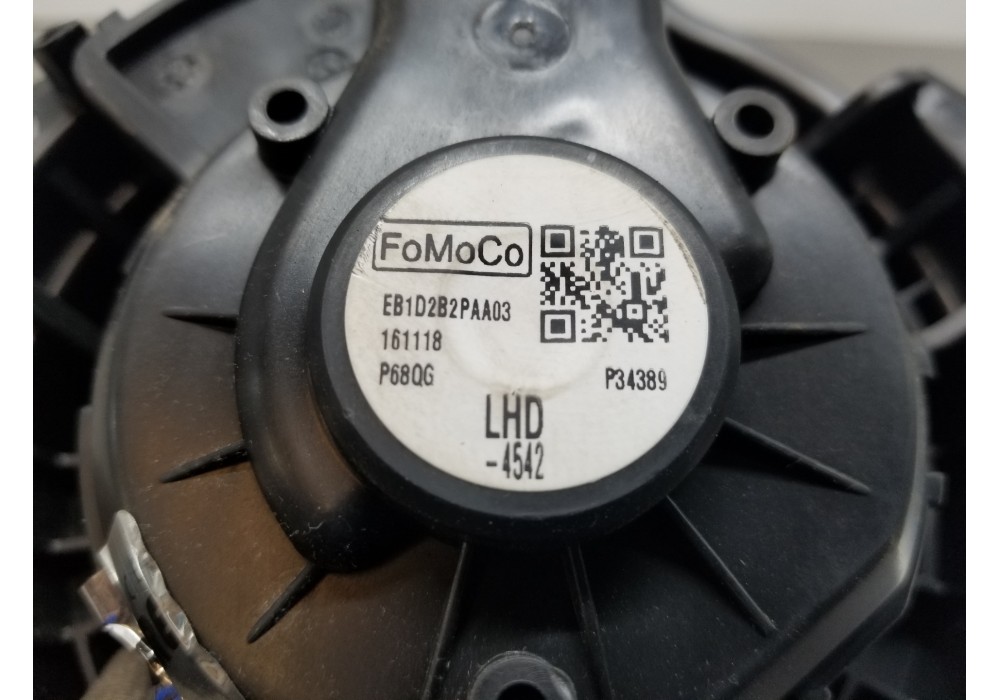 FoMoCo
EB1D2B2PAA03
161118
P68QG P34389
LHD
-4542